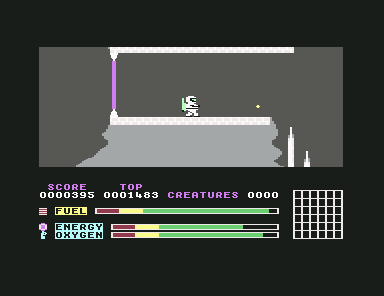 SCORE TOP
0000395 0001483 CREATURES 0000
FUEL
ENERGY
OXYGEN